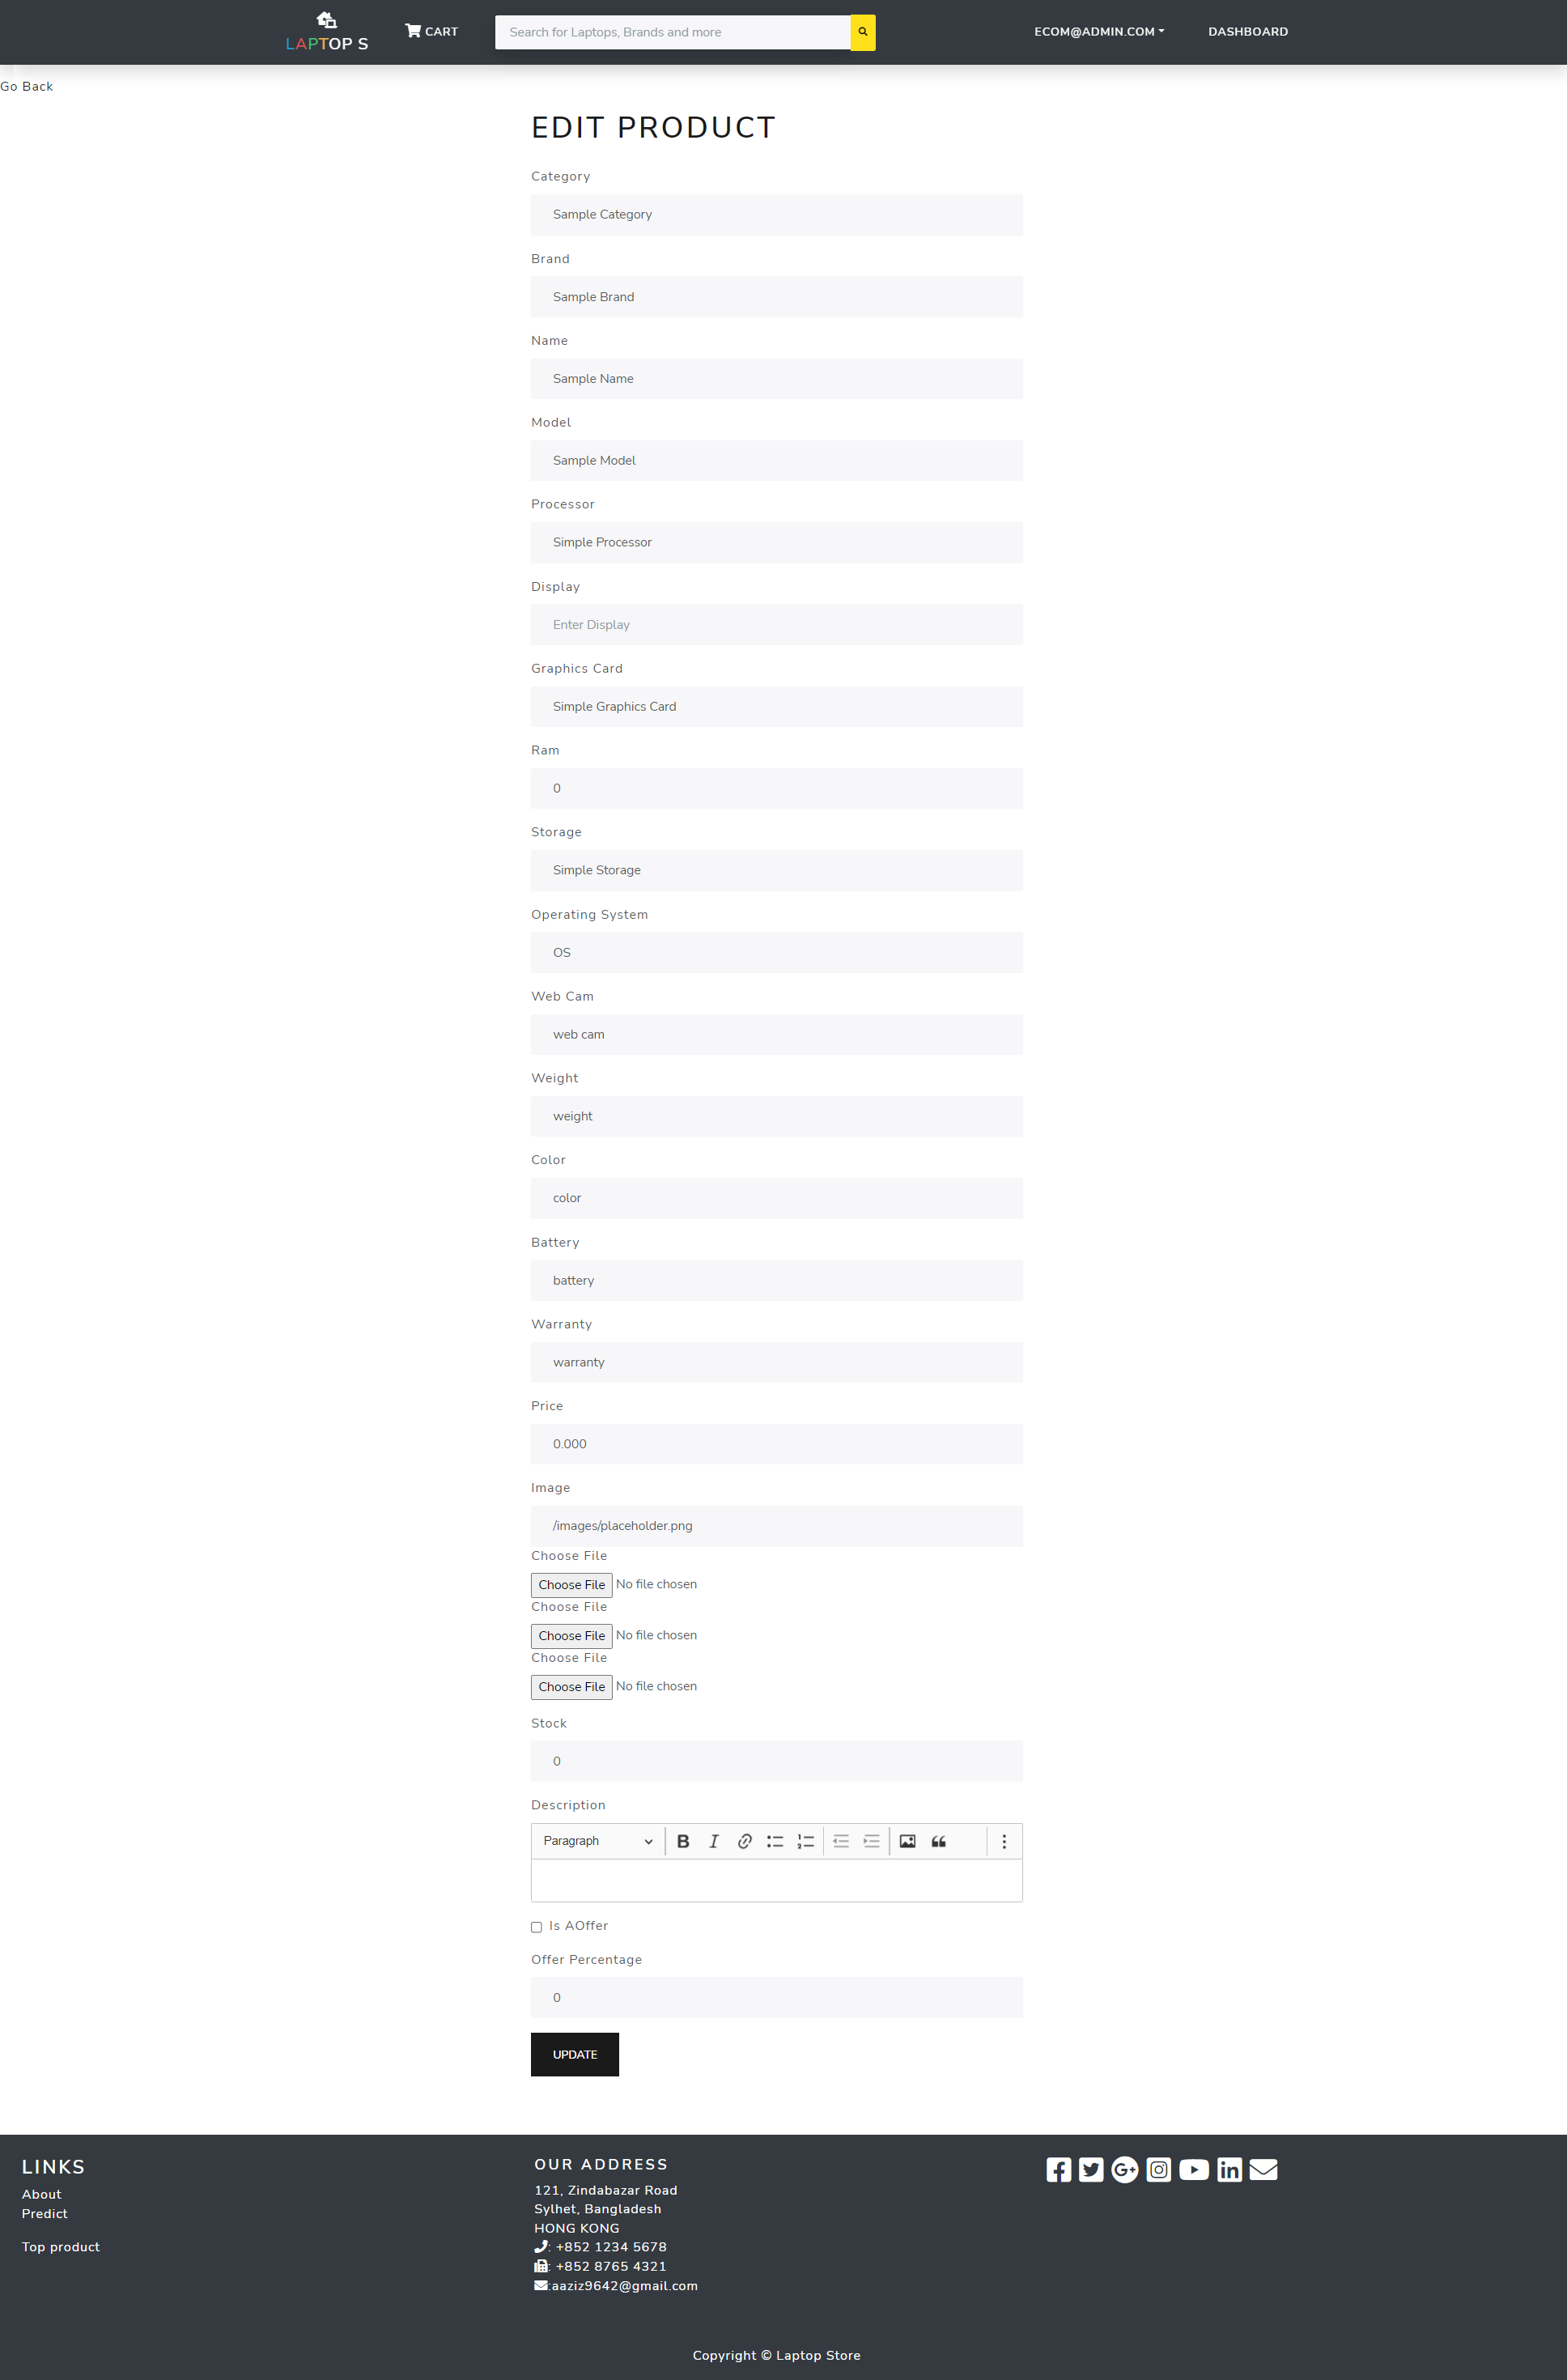 LAPTOP S
CART
Search for Laptops, Brands and more
ECOM@ADMIN.COM
DASHBOARD
Go Back
EDIT PRODUCT
Category
Sample Category
Brand
Sample Brand
Name
Sample Name
Model
Sample Model
Processor
Simple Processor
Display
Enter Display
Graphics Card
Simple Graphics Card
Ram
0
Storage
Simple Storage
Operating System
OS
Web Cam
web cam
Weight
weight
Color
color
Battery
battery
Warranty
warranty
Price
0.000
Image
/images/placeholder.png
Choose File
Choose File No file chosen
Choose File
Choose File No file chosen
Choose File
Choose File No file chosen
Stock
0
Description
Paragraph
Is AOffer
Offer Percentage
0
UPDATE
LINKS
About
Predict
Top product
OUR ADDRESS
121, Zindabazar Road
Sylhet, Bangladesh
HONG KONG
: +852 1234 5678
: +852 8765 4321
:aaziz9642@gmail.com
Copyright © Laptop Store